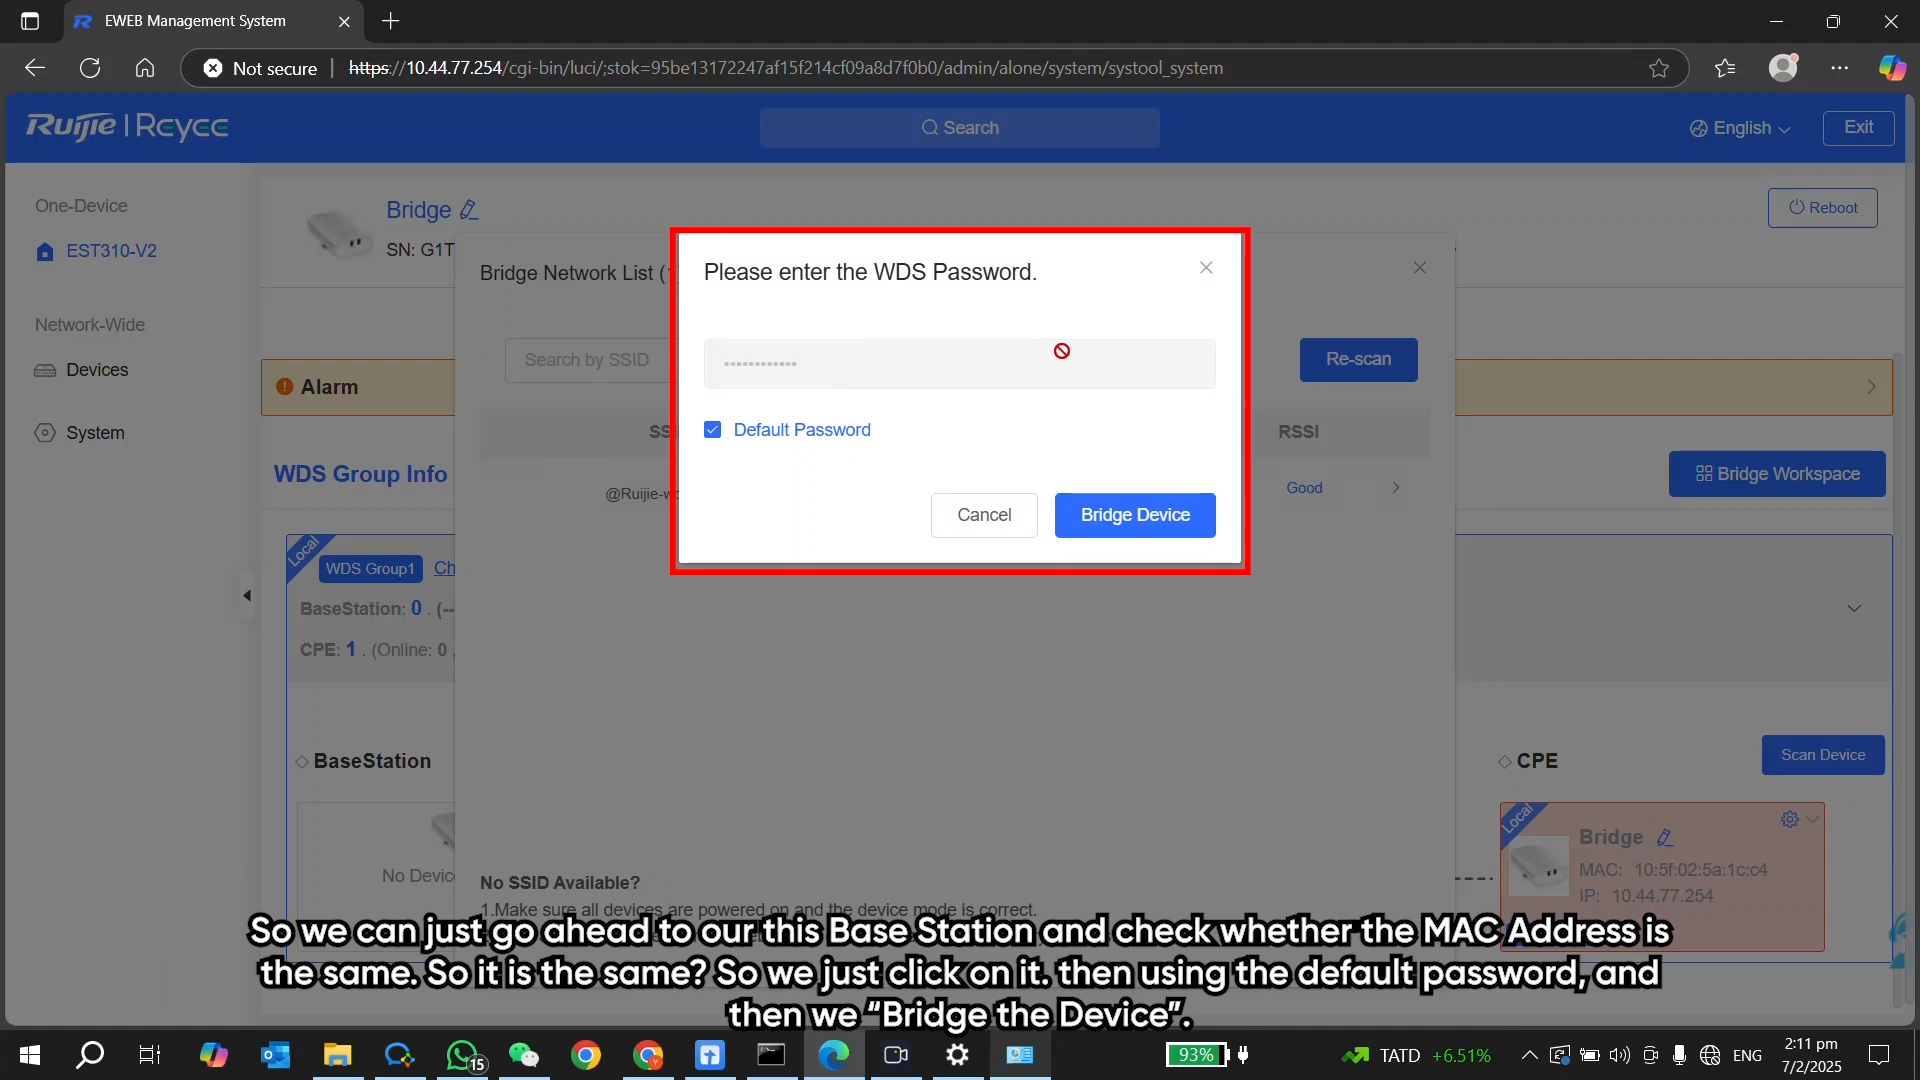 EWEB Management System
Not secure
https://10.44.77.254/cgi-bin/luci/;stok=95be13172247af15f214cf09a8d7f0b0/admin/alone/system/systool_system
Ruijie | Reyee
Search
English
Exit
One-Device
EST310-V2
Network-Wide
Devices
System
Bridge
SN: G1T
Reboot
Bridge Network List (1
Please enter the WDS Password.
Search by SSID
Re-scan
Default Password
Cancel
Bridge Device
Alarm
SS
RSSI
@Ruijie-w
Good
WDS Group Info
Bridge Workspace
Local
WDS Group1
Ch
BaseStation: 0 . (--
CPE: 1 . (Online: 0
BaseStation
No Device
CPE
Scan Device
Local
Bridge
MAC: 10:5f:02:5a:1c:c4
IP: 10.44.77.254
No SSID Available?
1.Make sure all devices are powered on and the device mode is correct.
So we can just go ahead to our this Base Station and check whether the MAC Address is
the same. So it is the same? So we just click on it. then using the default password, and
then we “Bridge the Device”.
15
93%
TATD +6.51%
ENG
2:11 pm
7/2/2025